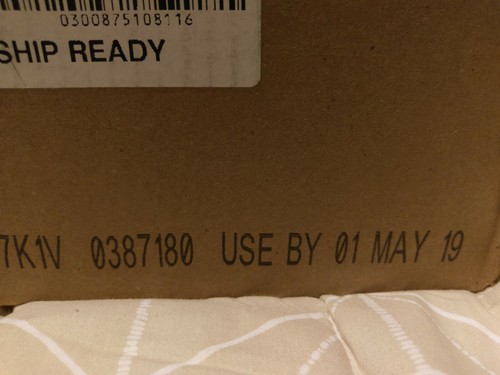 0300875108116
SHIP READY
7K1V 0387180 USE BY 01 MAY 19